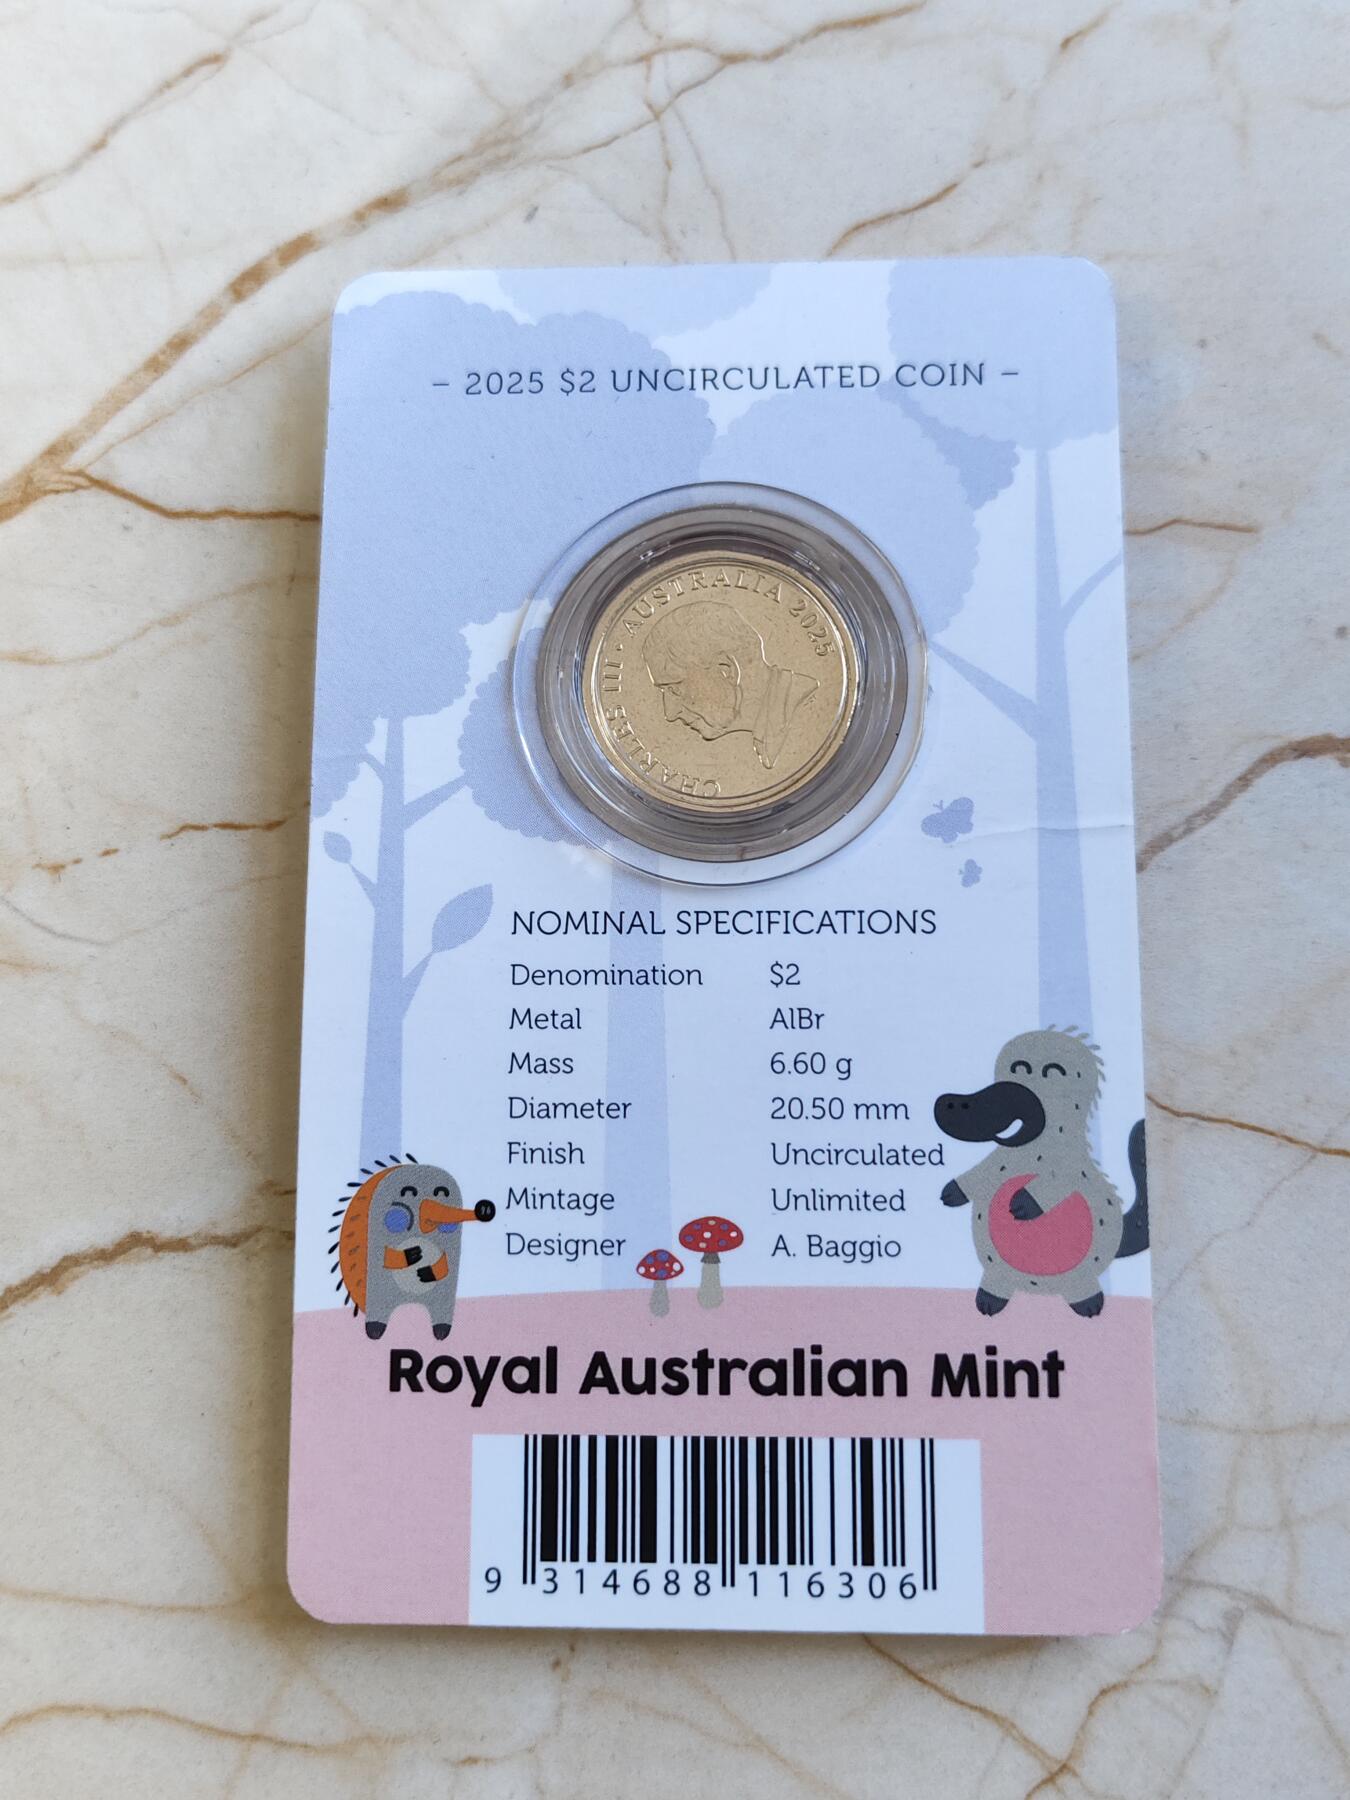 – 2025 $2 UNCIRCULATED COIN –
CHARLES III · AUSTRALIA 2025
NOMINAL SPECIFICATIONS
Denomination $2
Metal AlBr
Mass 6.60 g
Diameter 20.50 mm
Finish Uncirculated
Mintage Unlimited
Designer A. Baggio
Royal Australian Mint
9 314688 116306